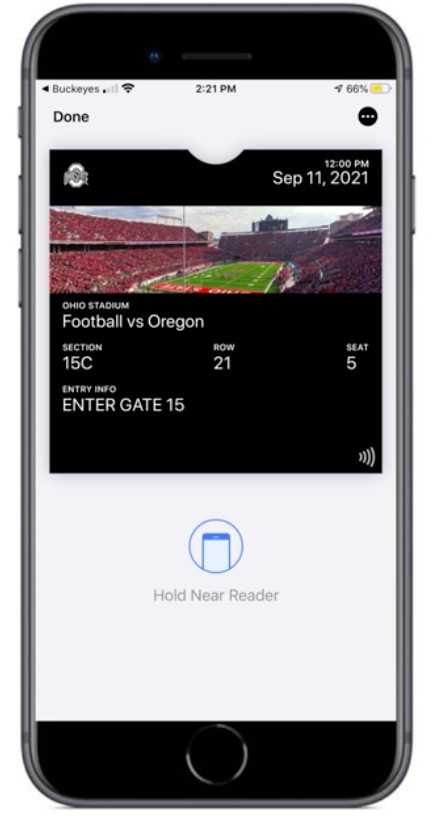 Buckeyes 2:21 PM 66%
Done
12:00 PM
Sep 11, 2021
OHIO STADIUM
Football vs Oregon
SECTION ROW SEAT
15C 21 5
ENTRY INFO
ENTER GATE 15
Hold Near Reader